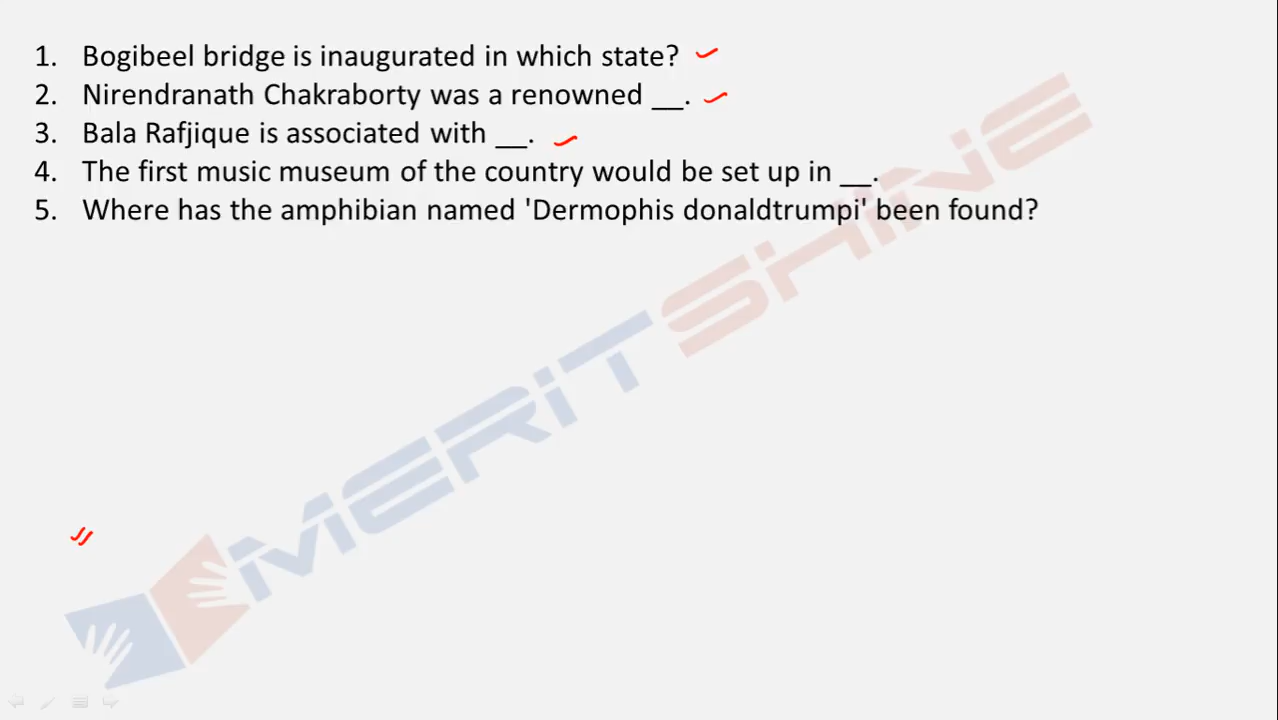 1. Bogibeel bridge is inaugurated in which state?
2. Nirendranath Chakraborty was a renowned __.
3. Bala Rafjique is associated with __.
4. The first music museum of the country would be set up in __.
5. Where has the amphibian named 'Dermophis donaldtrumpi' been found?
MERITSHINE